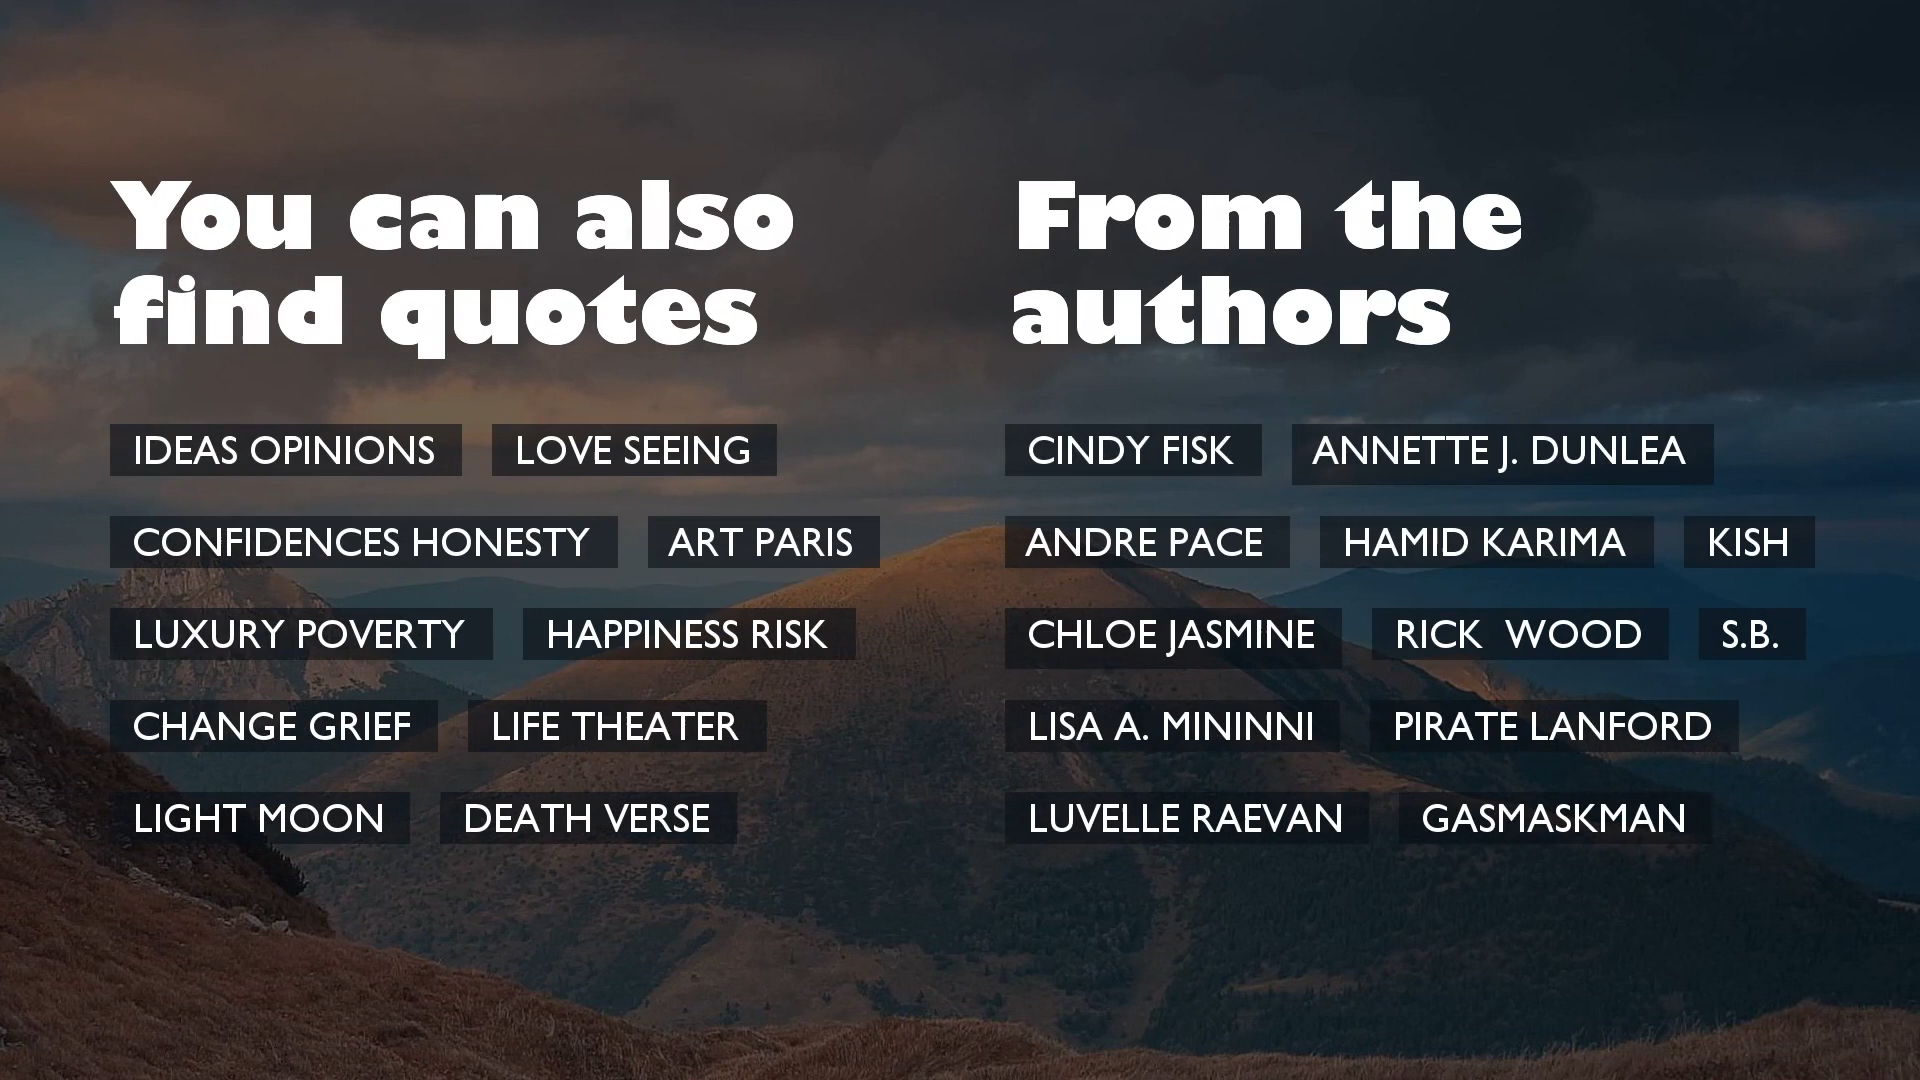 You can also
find quotes
IDEAS OPINIONS LOVE SEEING
CONFIDENCES HONESTY ART PARIS
LUXURY POVERTY HAPPINESS RISK
CHANGE GRIEF LIFE THEATER
LIGHT MOON DEATH VERSE
From the
authors
CINDY FISK ANNETTE J. DUNLEA
ANDRE PACE HAMID KARIMA KISH
CHLOE JASMINE RICK  WOOD S.B.
LISA A. MININNI PIRATE LANFORD
LUVELLE RAEVAN GASMASKMAN